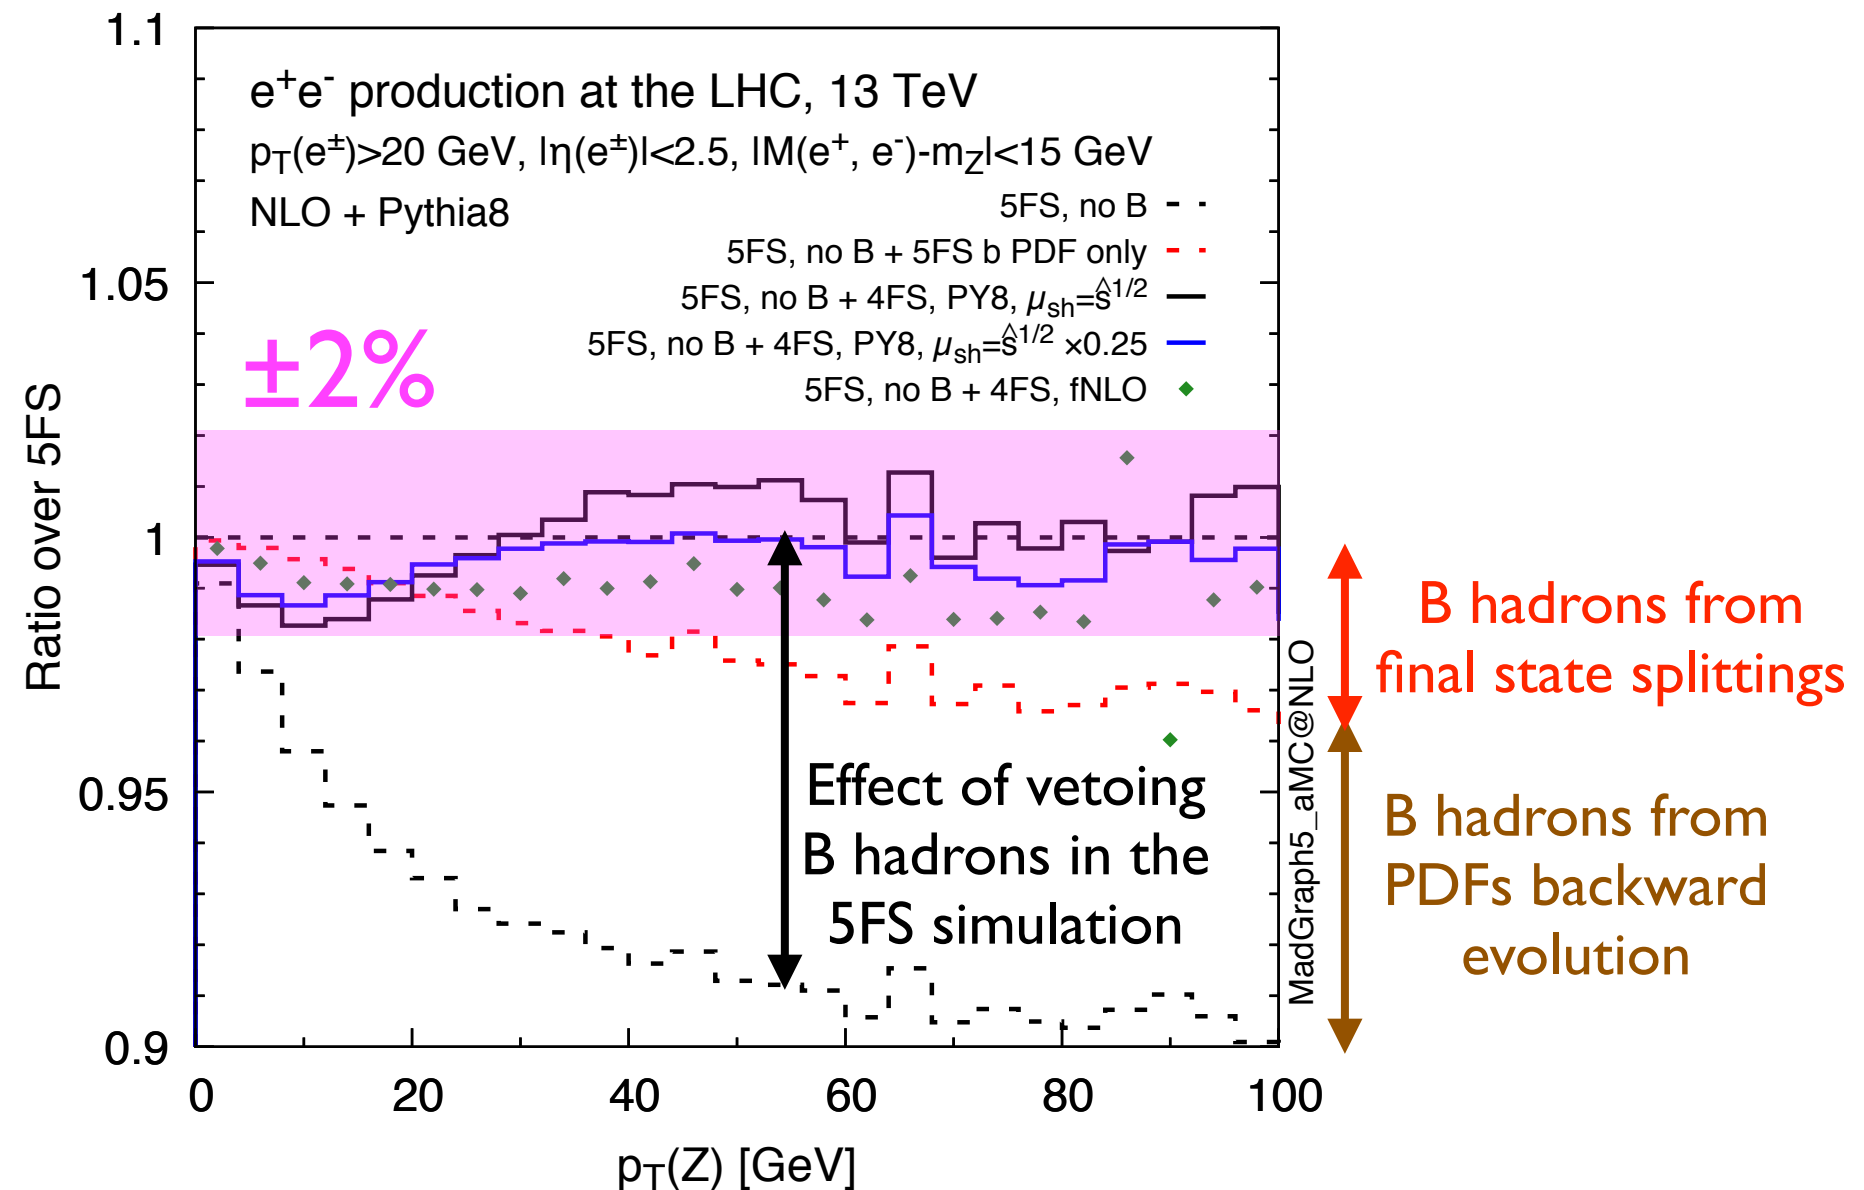 1.1
e+e- production at the LHC, 13 TeV
pT(e±)>20 GeV, |η(e±)|<2.5, |M(e+, e-)-mZ|<15 GeV
NLO + Pythia8
5FS, no B
5FS, no B + 5FS b PDF only
5FS, no B + 4FS, PY8, μsh=ŝ1/2
5FS, no B + 4FS, PY8, μsh=ŝ1/2 ×0.25
5FS, no B + 4FS, fNLO
1.05
±2%
Ratio over 5FS
1
0.95
0.9
Effect of vetoing
B hadrons in the
5FS simulation
MadGraph5_aMC@NLO
B hadrons from
final state splittings
B hadrons from
PDFs backward
evolution
0 20 40 60 80 100
pT(Z) [GeV]